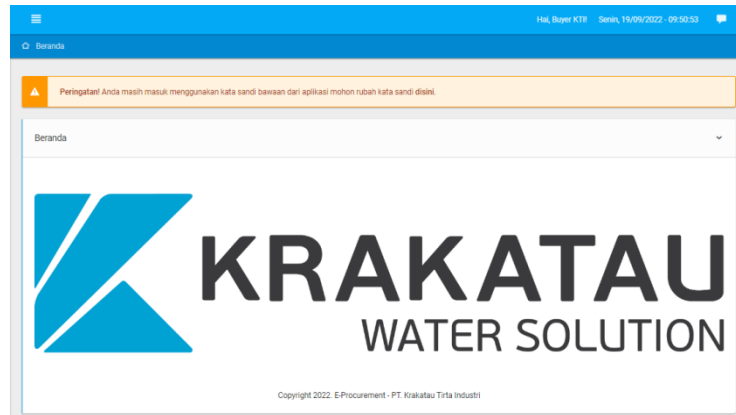 Hai, Buyer KTI! Senin, 19/09/2022 - 09:50:53
Beranda
Peringatan! Anda masih masuk menggunakan kata sandi bawaan dari aplikasi mohon rubah kata sandi disini.
Beranda
KRAKATAU
WATER SOLUTION
Copyright 2022. E-Procurement - PT. Krakatau Tirta Industri